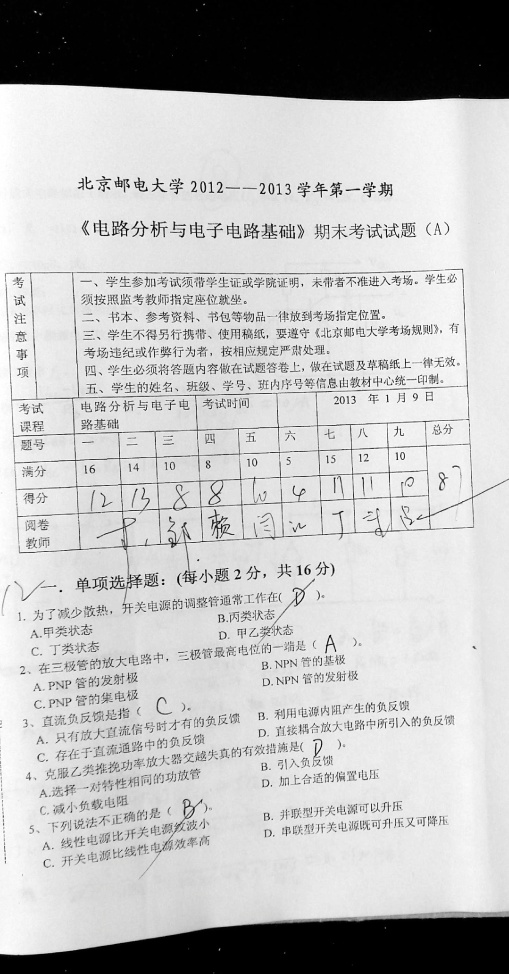 北京邮电大学 2012——2013 学年第一学期
《电路分析与电子电路基础》期末考试试题（A）
考试注意事项
一、学生参加考试须带学生证或学院证明，未带者不准进入考场。学生必
须按照监考教师指定座位就坐。
二、书本、参考资料、书包等物品一律放到考场指定位置。
三、学生不得另行携带、使用稿纸，要遵守《北京邮电大学考场规则》，有
考场违纪或作弊行为者，按相应规定严肃处理。
四、学生必须将答题内容做在试题答卷上，做在试题及草稿纸上一律无效。
五、学生的姓名、班级、学号、班内序号等信息由教材中心统一印制。
考试课程 电路分析与电子电路基础 考试时间 2013 年 1 月 9 日
题号 一 二 三 四 五 六 七 八 九 总分
满分 16 14 10 8 10 5 15 12 10
得分 12 13 8 8 10 4 11 11 10 87
阅卷教师
12
一．单项选择题：(每小题 2 分，共 16 分)
1. 为了减少散热，开关电源的调整管通常工作在( D )。
A.甲类状态 B.丙类状态
C. 丁类状态 D. 甲乙类状态
2、在三极管的放大电路中，三极管最高电位的一端是（ A ）。
A. PNP 管的发射极 B. NPN 管的基极
C. PNP 管的集电极 D. NPN 管的发射极
3、直流负反馈是指（ C ）。
A．只有放大直流信号时才有的负反馈 B. 利用电源内阻产生的负反馈
C. 存在于直流通路中的负反馈 D. 直接耦合放大电路中所引入的负反馈
4、克服乙类推挽功率放大器交越失真的有效措施是( D )。
A.选择一对特性相同的功放管 B. 引入负反馈
C.减小负载电阻 D. 加上合适的偏置电压
5、下列说法不正确的是（ B ）。
A. 线性电源比开关电源纹波小 B. 并联型开关电源可以升压
C. 开关电源比线性电源效率高 D. 串联型开关电源既可升压又可降压